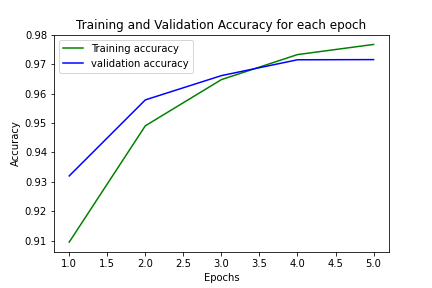 Training and Validation Accuracy for each epoch
0.98
0.97
0.96
0.95
0.94
0.93
0.92
0.91
Accuracy
Training accuracy
validation accuracy
1.0 1.5 2.0 2.5 3.0 3.5 4.0 4.5 5.0
Epochs